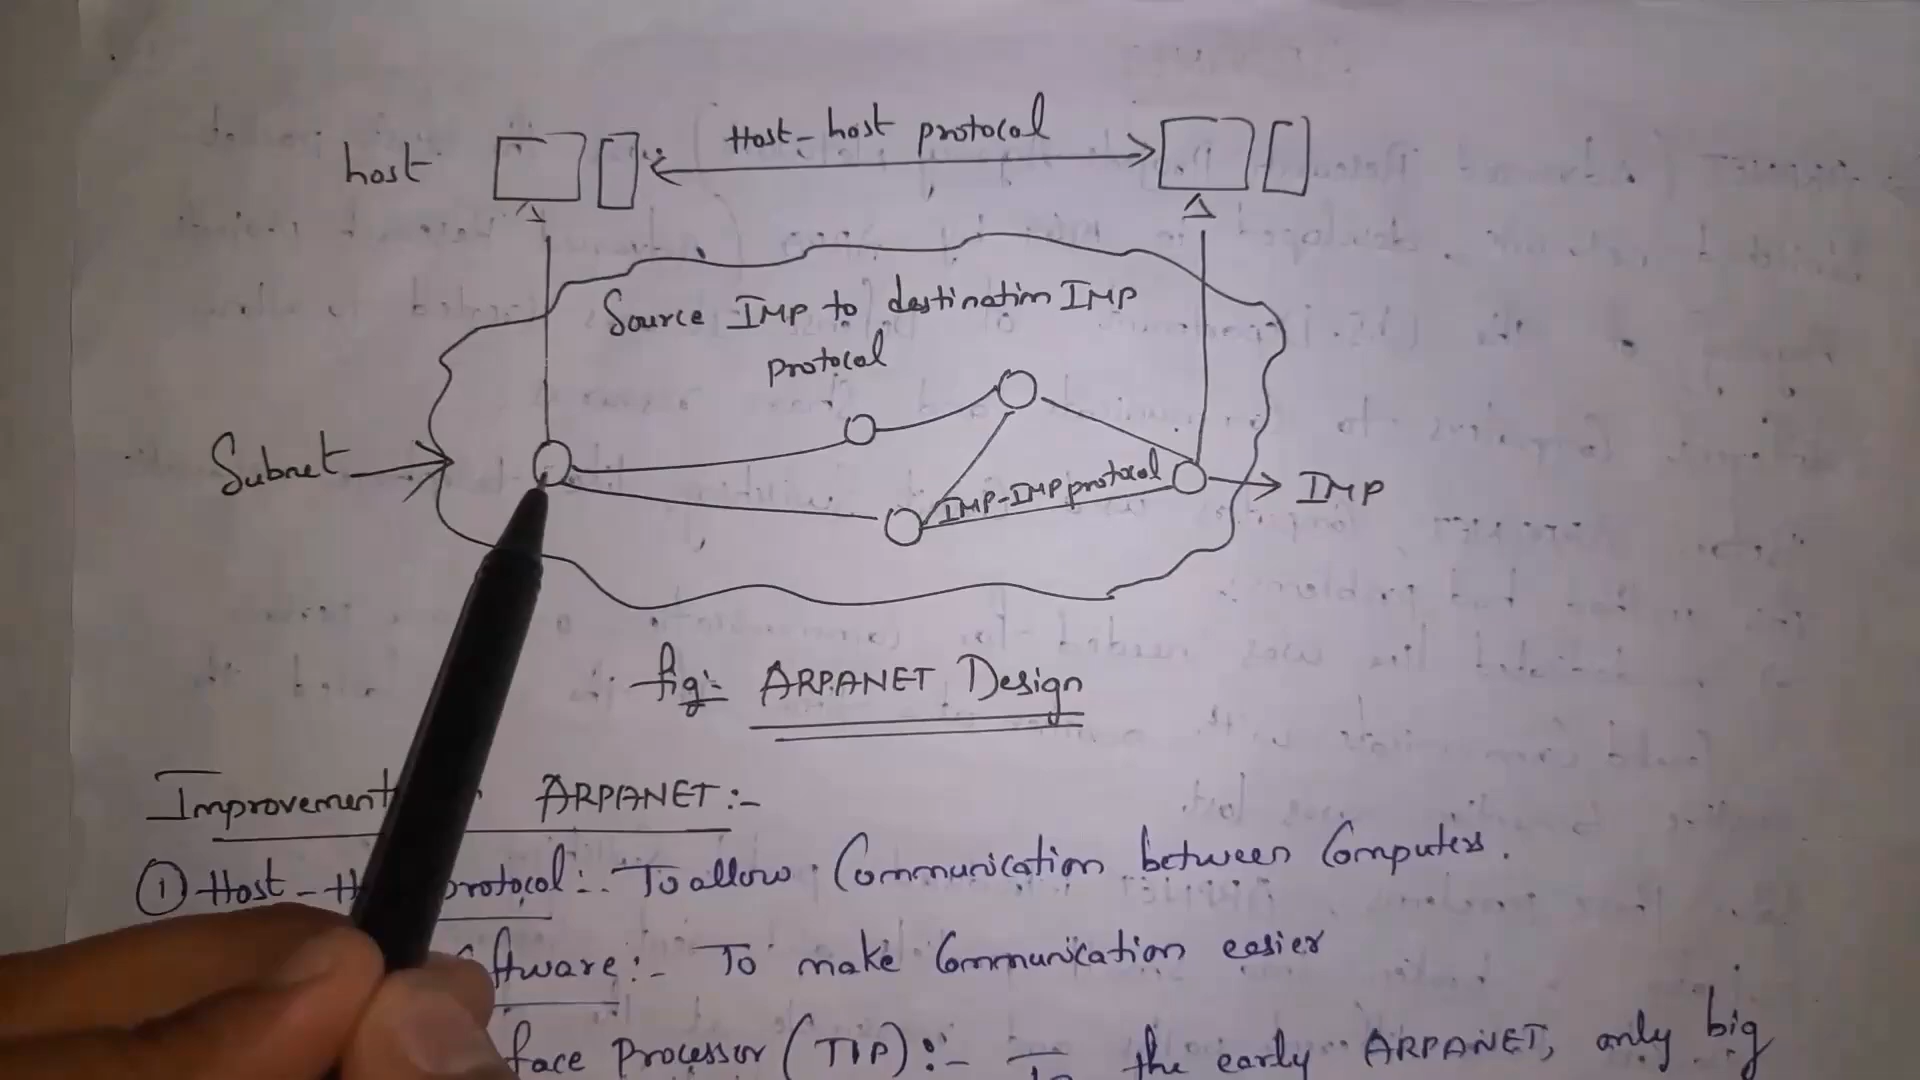 Host-host protocol
host
Source IMP to destination IMP
protocol
Subnet
IMP-IMP protocol
IMP
fig:- ARPANET Design
Improvement ARPANET:-
① Host-H protocol:- To allow Communication between Computers.
ftware:- To make Communication easier
face Processor (TIP):- In the early ARPANET, only big